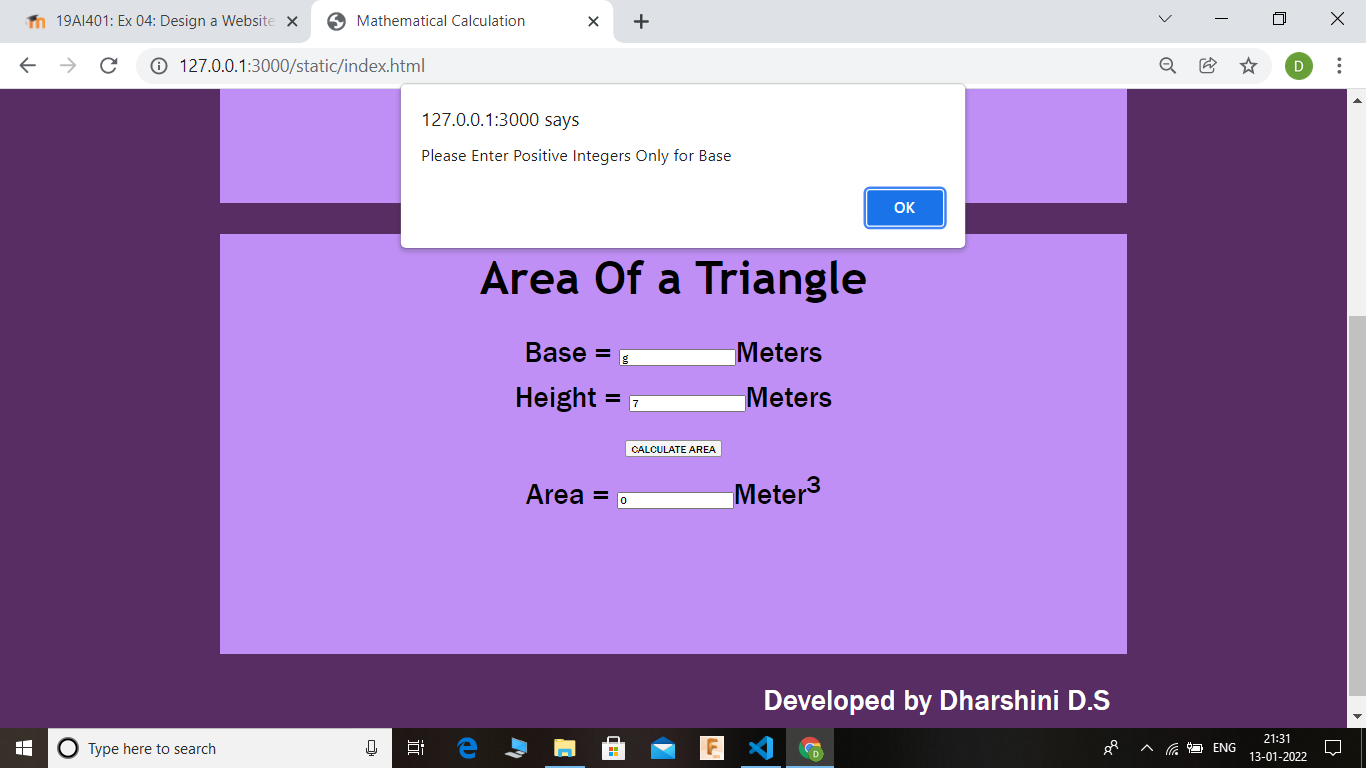 19AI401: Ex 04: Design a Website
Mathematical Calculation
127.0.0.1:3000/static/index.html
D
127.0.0.1:3000 says
Please Enter Positive Integers Only for Base
OK
Area Of a Triangle
Base = g Meters
Height = 7 Meters
CALCULATE AREA
Area = 0 Meter³
Developed by Dharshini D.S
Type here to search
ENG
21:31
13-01-2022